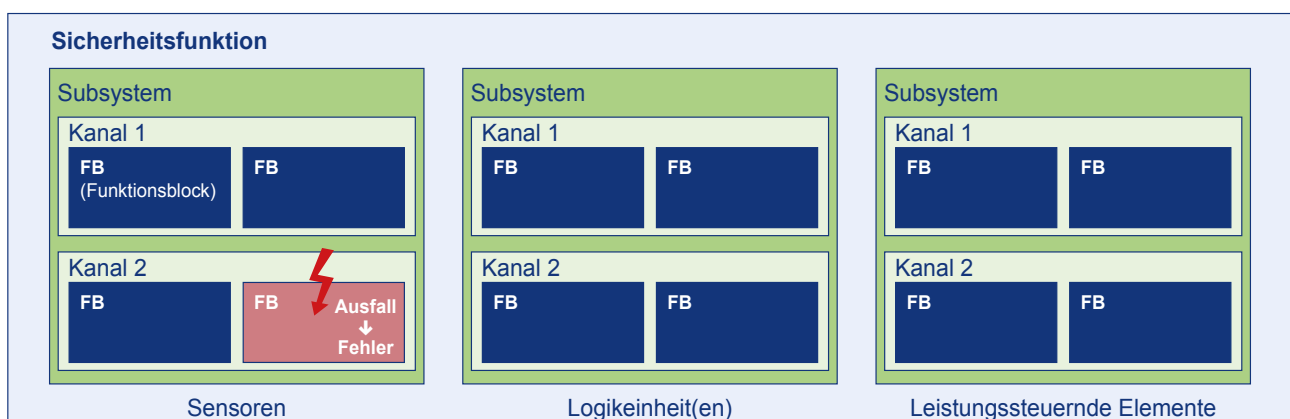 Sicherheitsfunktion
Subsystem
Kanal 1
FB
(Funktionsblock)
FB
Kanal 2
FB
FB
Ausfall
↓
Fehler
Sensoren
Subsystem
Kanal 1
FB
FB
Kanal 2
FB
FB
Logikeinheit(en)
Subsystem
Kanal 1
FB
FB
Kanal 2
FB
FB
Leistungssteuernde Elemente